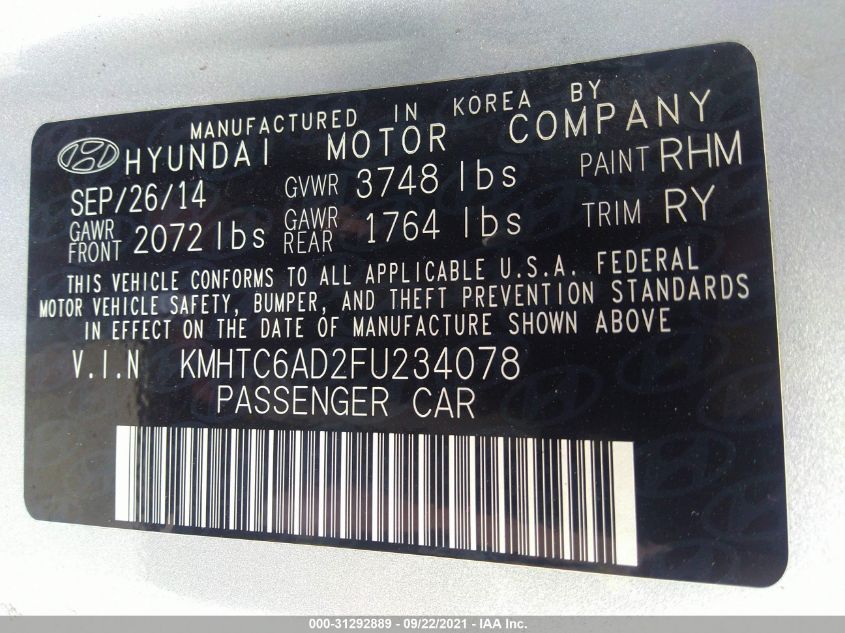 MANUFACTURED IN KOREA BY
HYUNDAI MOTOR COMPANY
SEP/26/14 GVWR 3748 lbs PAINT RHM
GAWR FRONT 2072 lbs GAWR REAR 1764 lbs TRIM RY
THIS VEHICLE CONFORMS TO ALL APPLICABLE U.S.A. FEDERAL
MOTOR VEHICLE SAFETY, BUMPER, AND THEFT PREVENTION STANDARDS
IN EFFECT ON THE DATE OF MANUFACTURE SHOWN ABOVE
V.I.N KMHTC6AD2FU234078
PASSENGER CAR
000-31292889 - 09/22/2021 - IAA Inc.